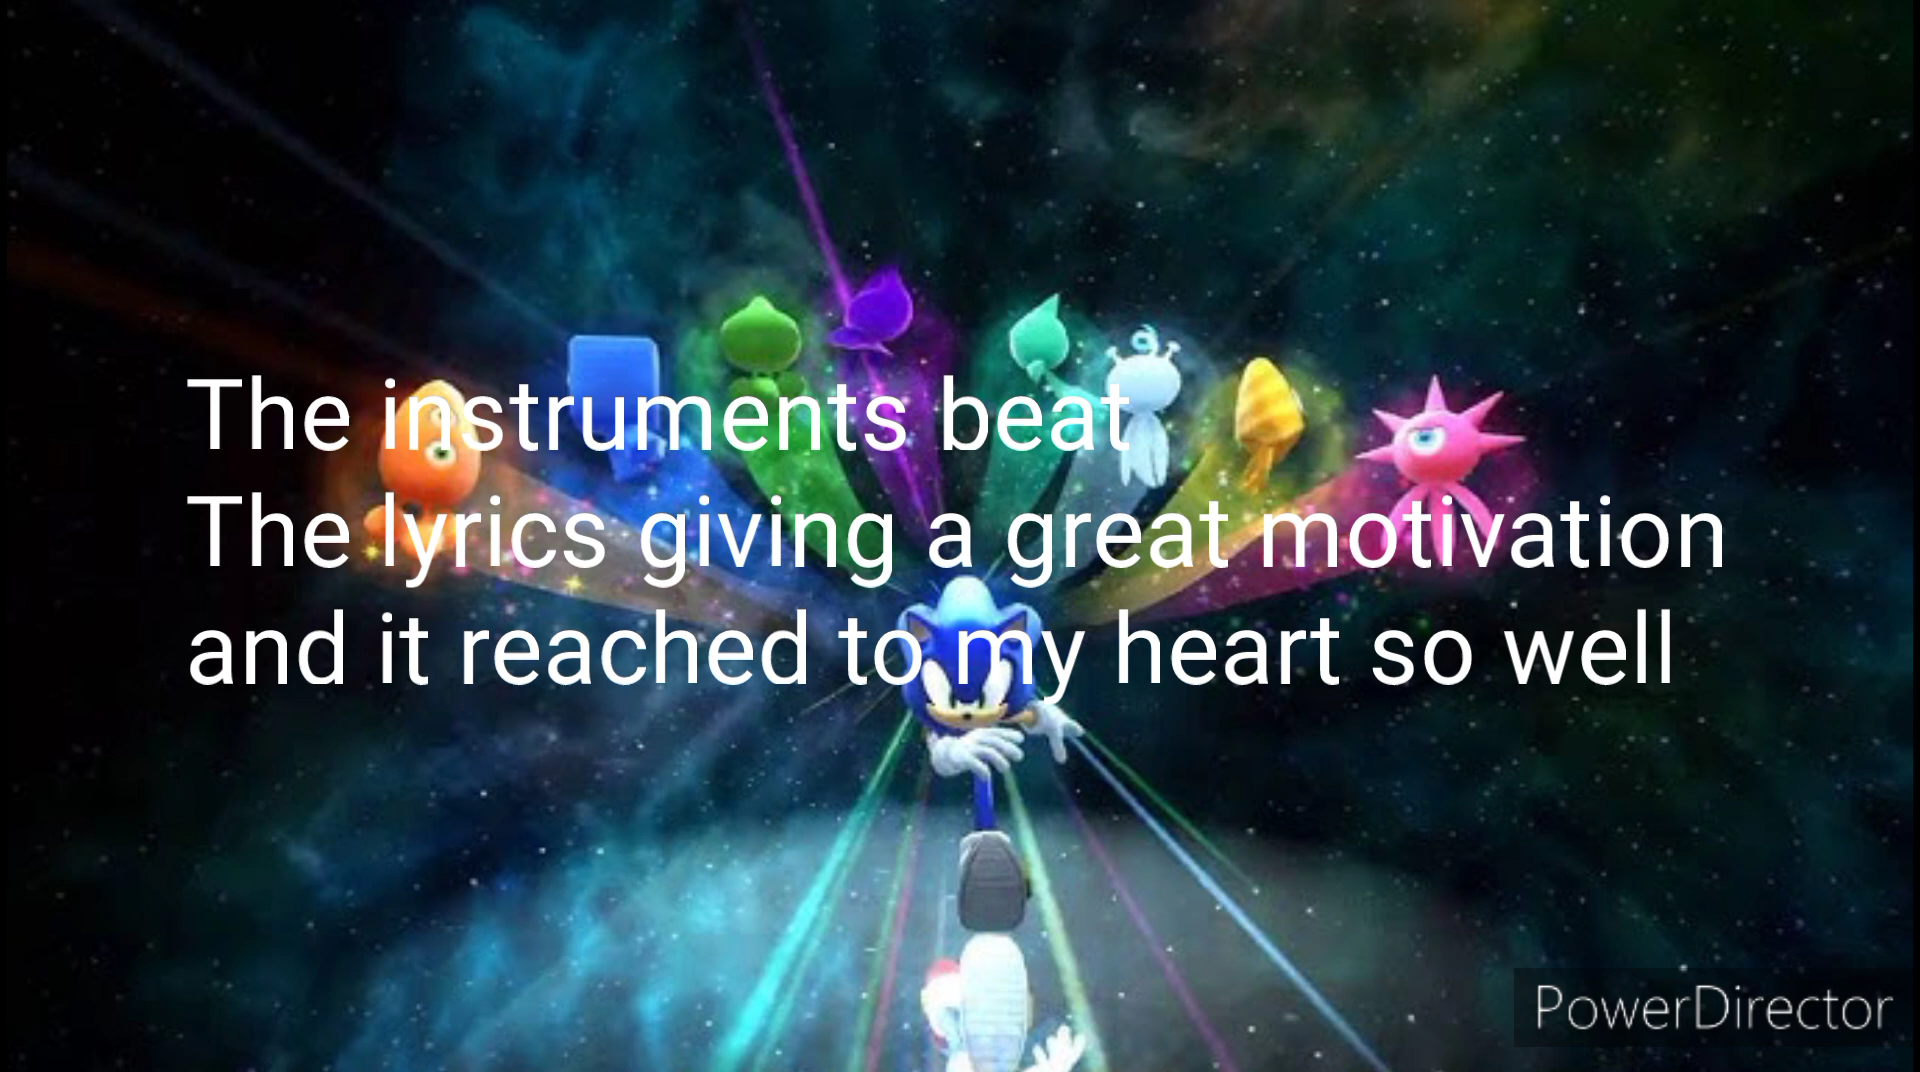 The instruments beat
The lyrics giving a great motivation
and it reached to my heart so well
PowerDirector